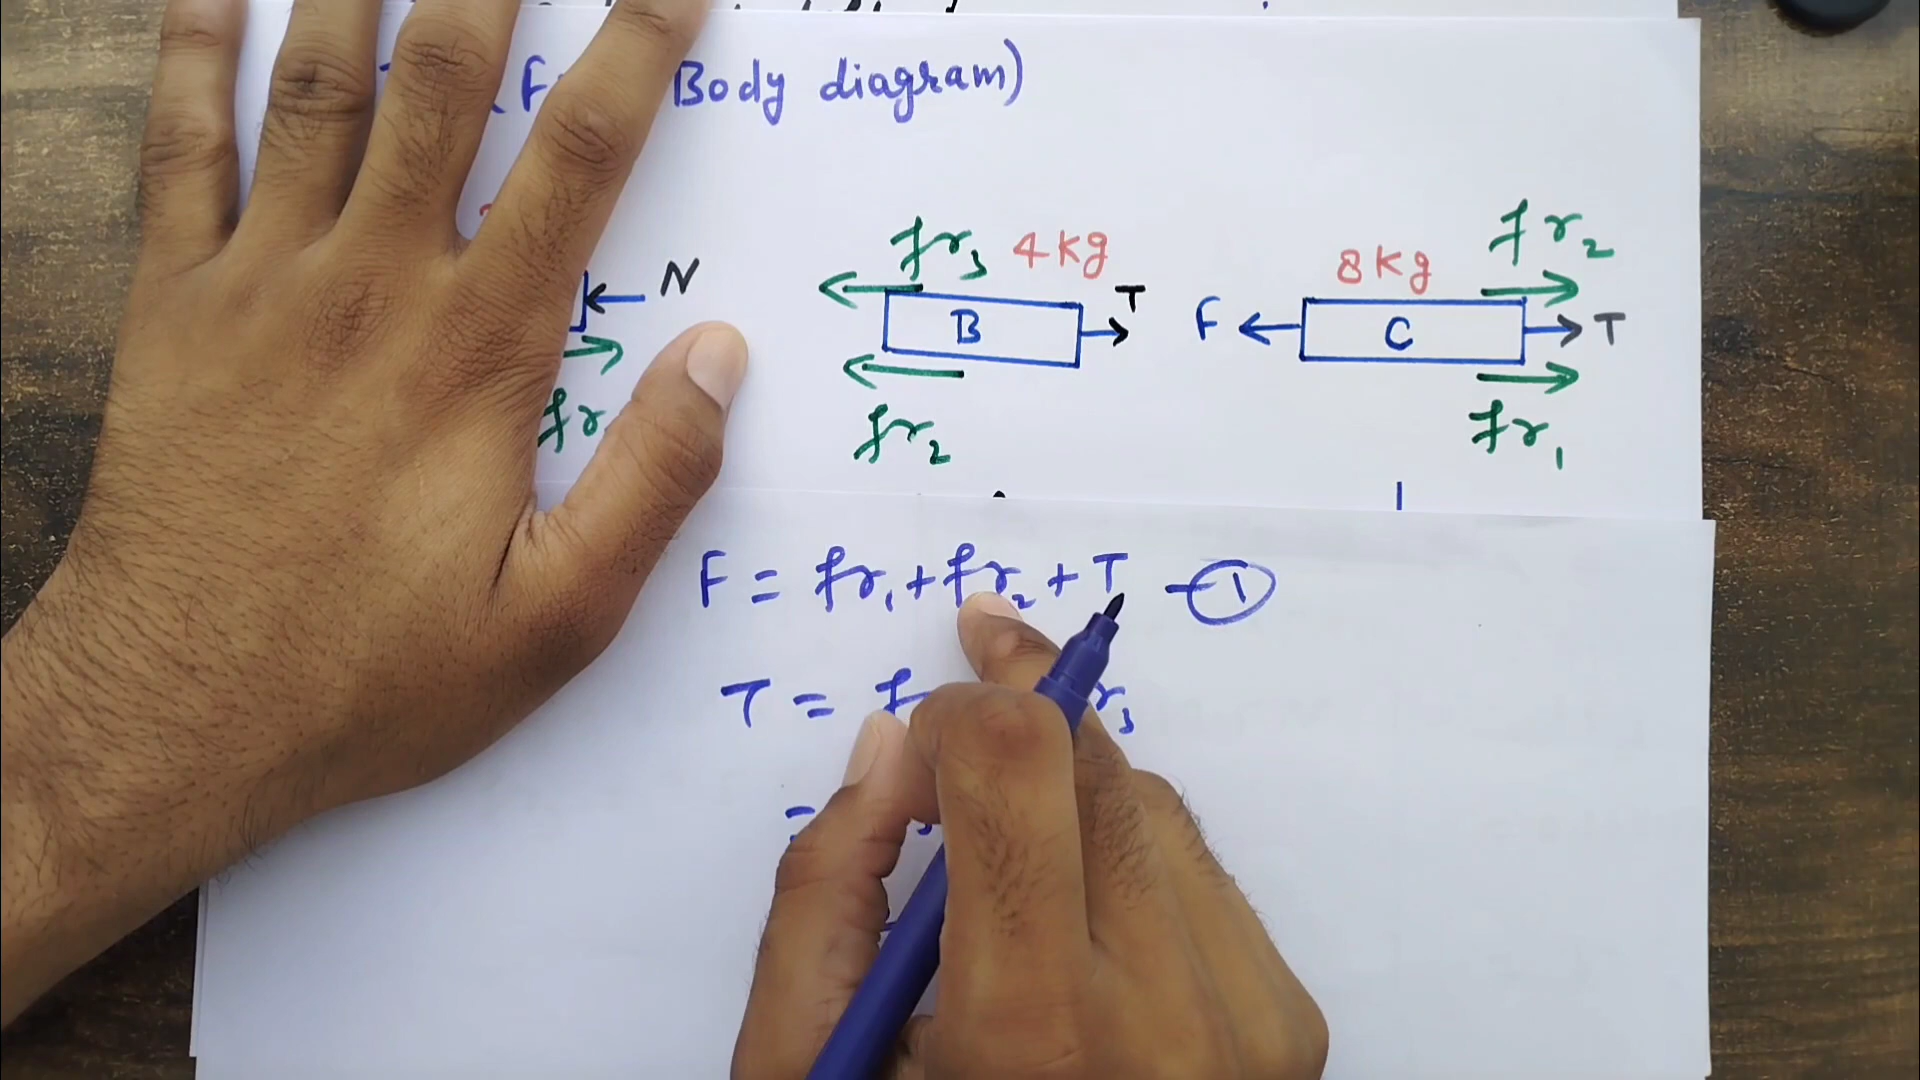 Body diagram)
fr3 4kg
8kg fr2
N
B T
F C T
fr
fr2
fr1
F = fr1 + fr2 + T - 1
T =